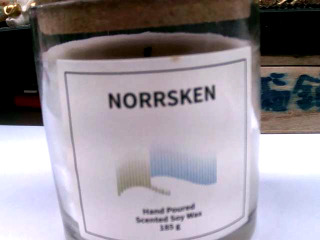 NORRSKEN
Hand Poured
Scented Soy Wax
185 g